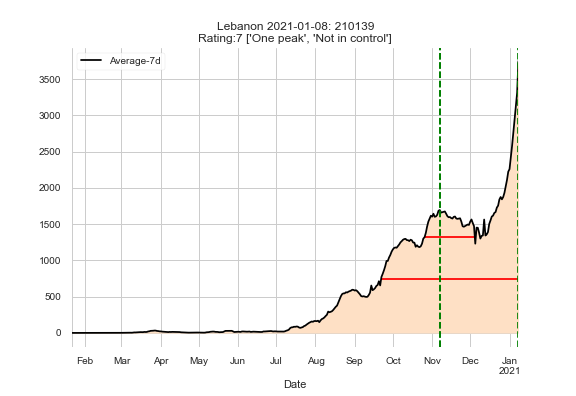 Lebanon 2021-01-08: 210139
Rating:7 ['One peak', 'Not in control']
Average-7d
3500
3000
2500
2000
1500
1000
500
0
Feb Mar Apr May Jun Jul Aug Sep Oct Nov Dec Jan
2021
Date